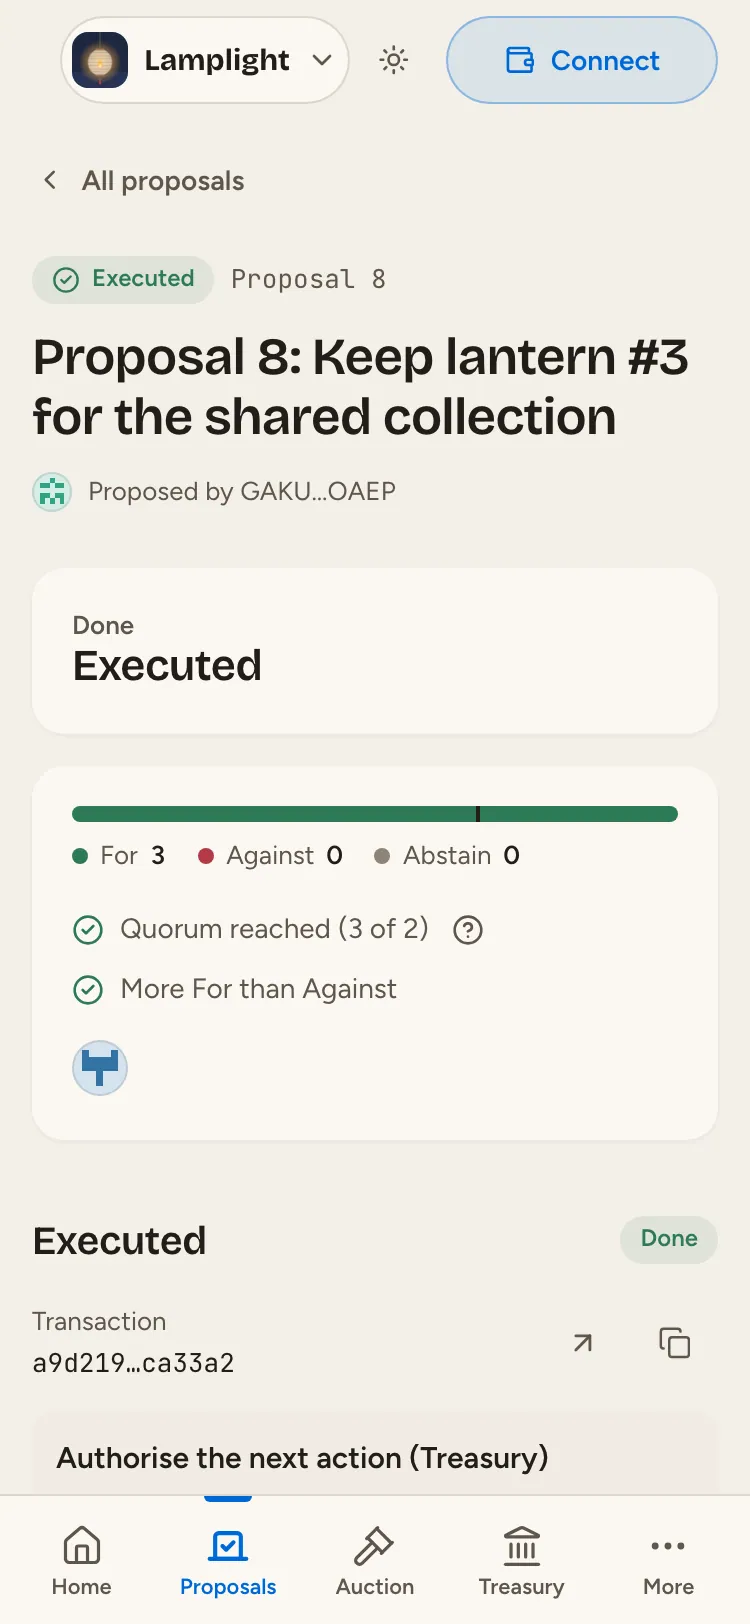 Lamplight
Connect
All proposals
Executed
Proposal 8
Proposal 8: Keep lantern #3
for the shared collection
Proposed by GAKU...OAEP
Done
Executed
For 3
Against 0
Abstain 0
Quorum reached (3 of 2)
More For than Against
Executed
Done
Transaction
a9d219…ca33a2
Authorise the next action (Treasury)
Home
Proposals
Auction
Treasury
More